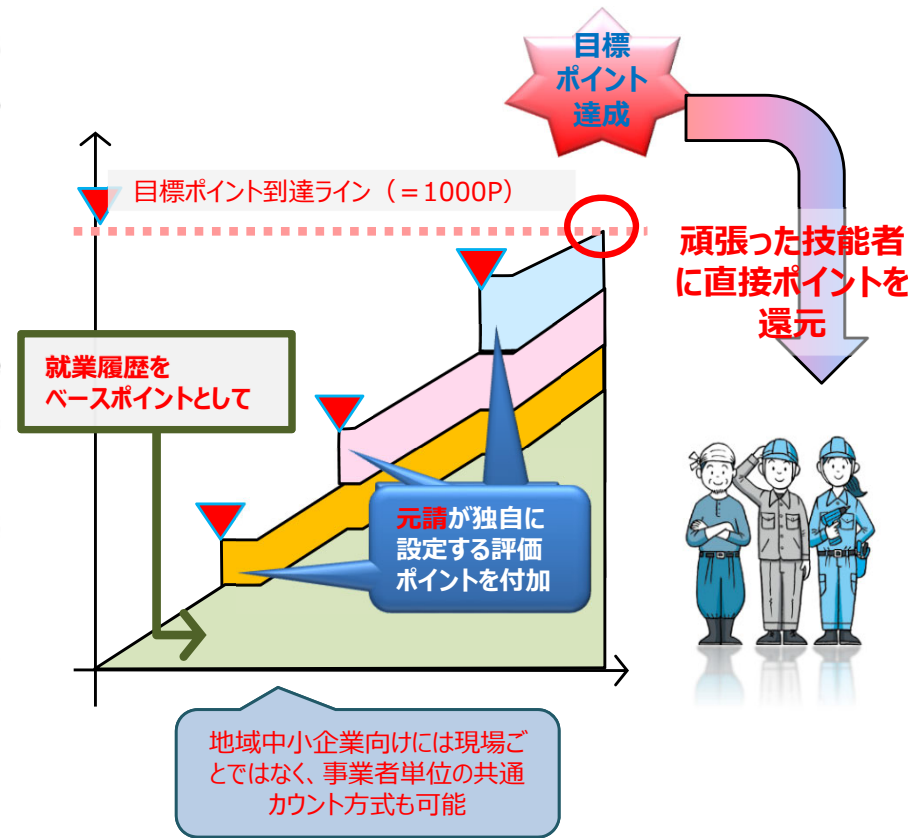 目標
ポイント
達成
目標ポイント到達ライン（＝1000P）
頑張った技能者
に直接ポイントを
還元
就業履歴を
ベースポイントとして
元請が独自に
設定する評価
ポイントを付加
地域中小企業向けには現場ご
とではなく、事業者単位の共通
カウント方式も可能